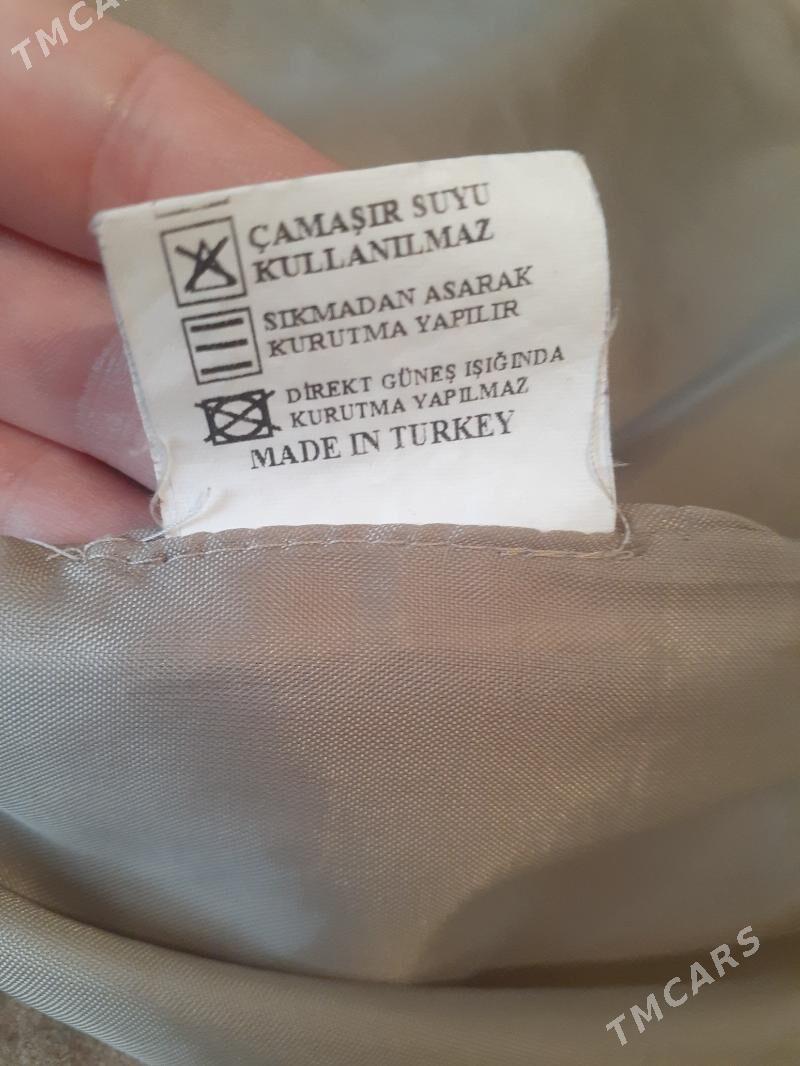 TMCARS
ÇAMAŞIR SUYU
KULLANILMAZ
SIKMADAN ASARAK
KURUTMA YAPILIR
DİREKT GÜNEŞ IŞIĞINDA
KURUTMA YAPILMAZ
MADE IN TURKEY
TMCARS